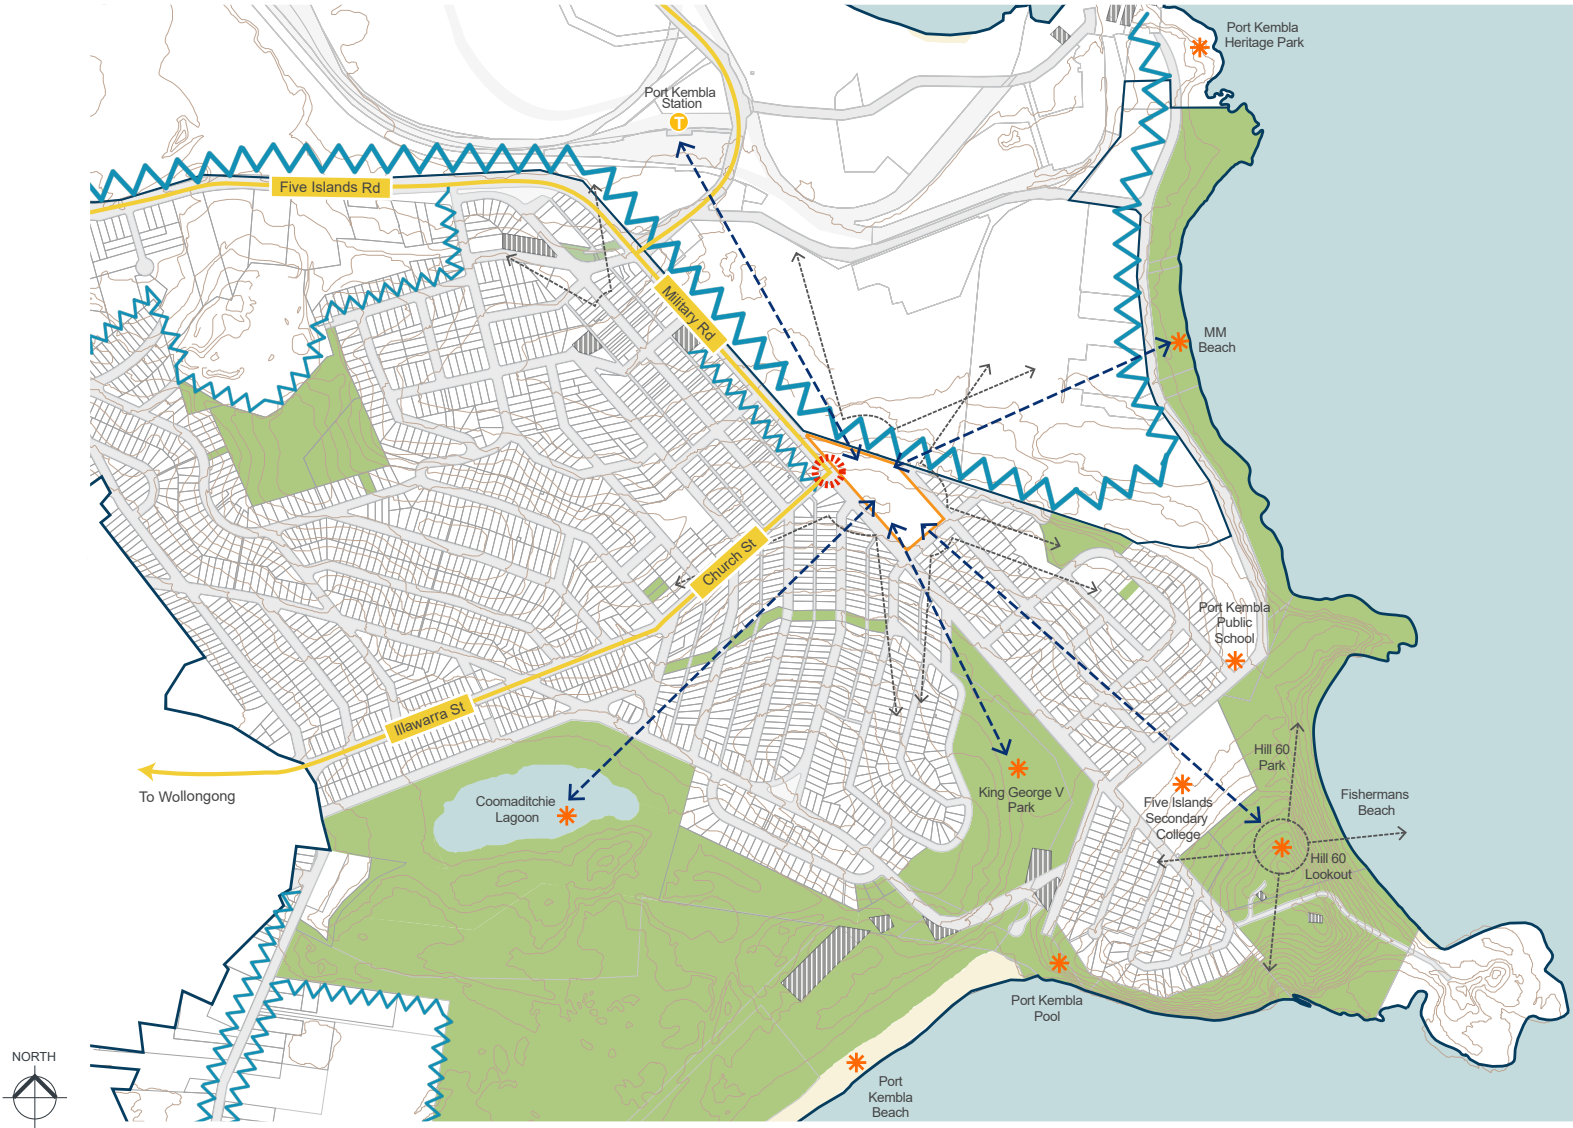 Port Kembla
Heritage Park
Port Kembla
Station
T
Five Islands Rd
Military Rd
MM
Beach
Church St
Port Kembla
Public
School
Illawarra St
To Wollongong
Coomaditchie
Lagoon
King George V
Park
Hill 60
Park
Five Islands
Secondary
College
Fishermans
Beach
Hill 60
Lookout
Port Kembla
Pool
NORTH
Port
Kembla
Beach